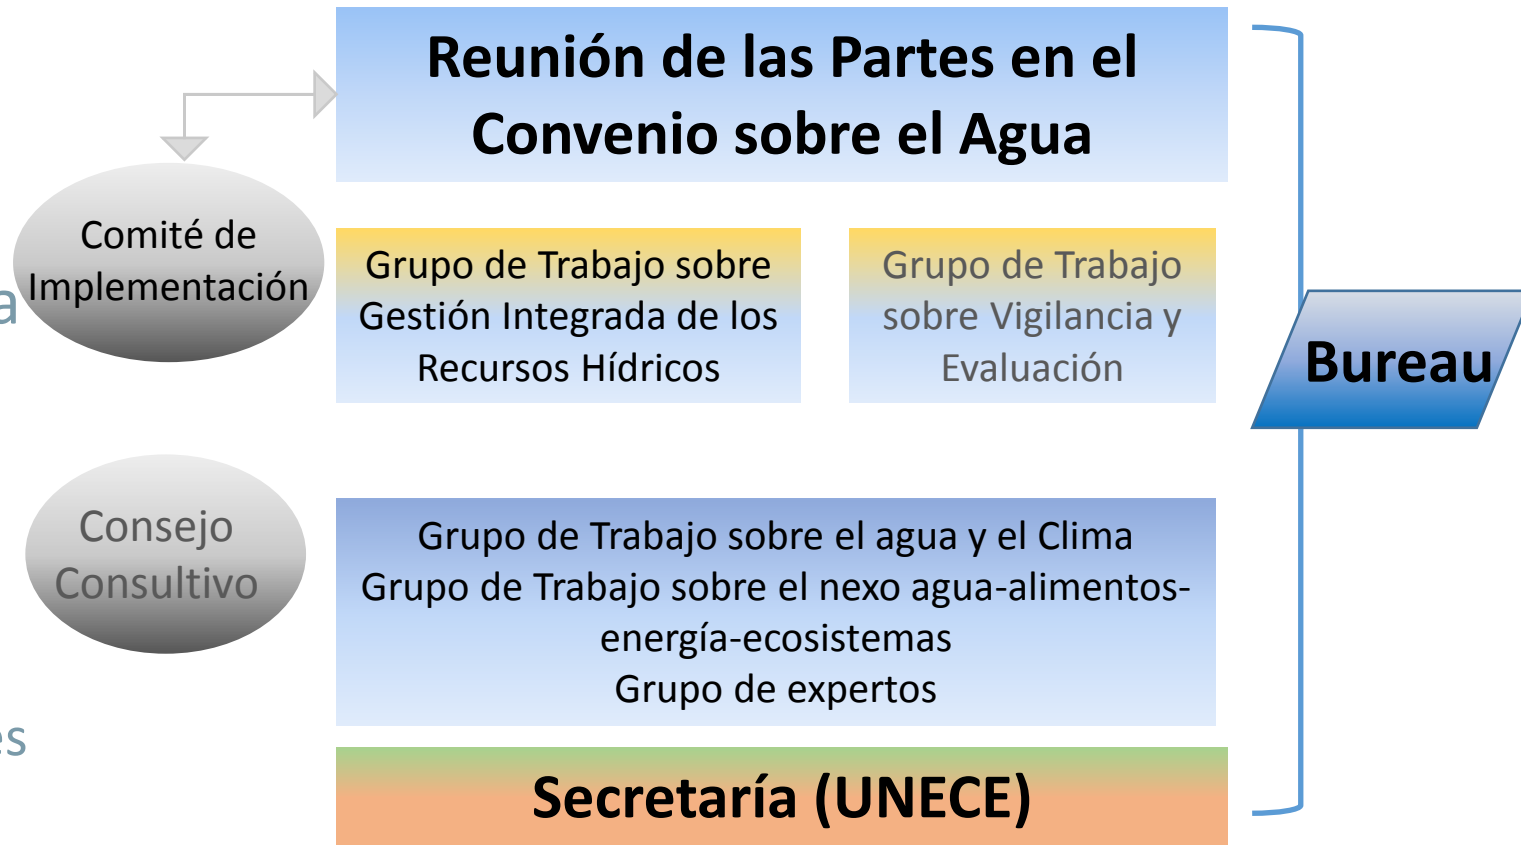 Reunión de las Partes en el
Convenio sobre el Agua
Comité de
Implementación
a
Grupo de Trabajo sobre
Gestión Integrada de los
Recursos Hídricos
Grupo de Trabajo
sobre Vigilancia y
Evaluación
Bureau
Consejo
Consultivo
Grupo de Trabajo sobre el agua y el Clima
Grupo de Trabajo sobre el nexo agua-alimentos-
energía-ecosistemas
Grupo de expertos
es
Secretaría (UNECE)